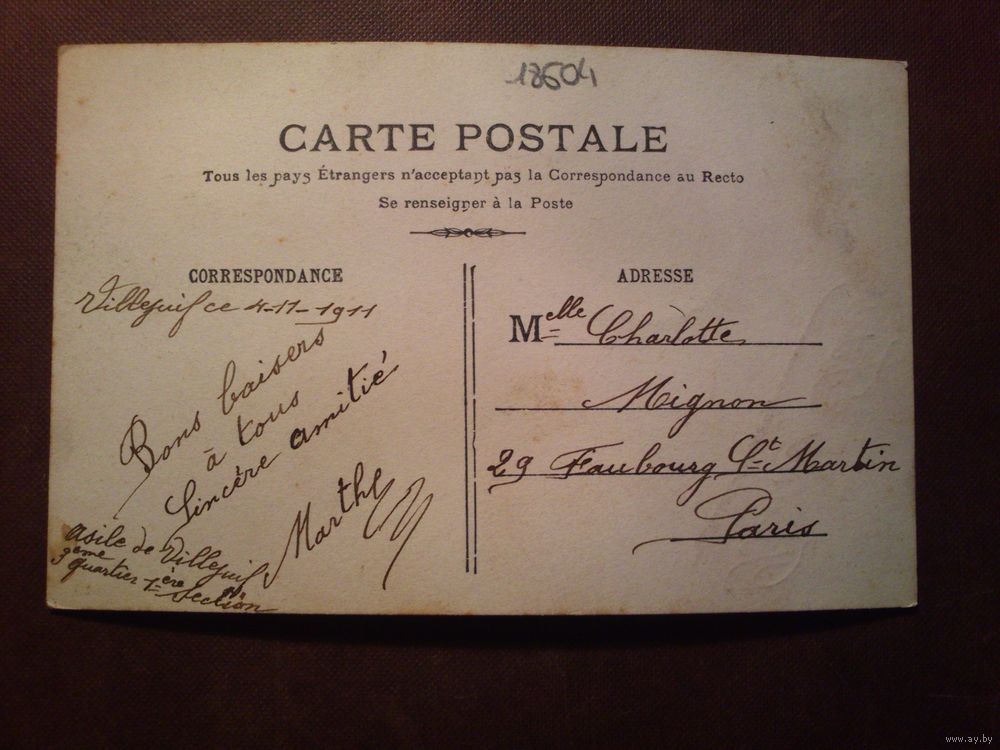 18504
CARTE POSTALE
Tous les pays Étrangers n'acceptant pas la Correspondance au Recto
Se renseigner à la Poste
CORRESPONDANCE
Villejuif ce 4-11-1911
Bons baisers
à tous
Sincère amitié
Marthe
asile de Villejuif
3ème quartier 1ère section
ADRESSE
Melle Charlotte
Mignon
29 Faubourg St Martin
Paris
www.ay.by